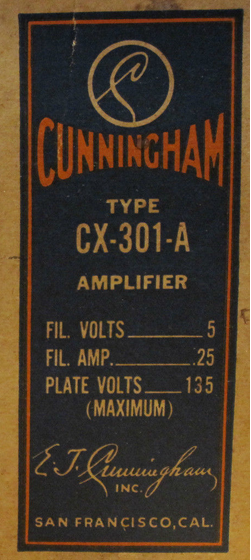 CUNNINGHAM
TYPE
CX-301-A
AMPLIFIER
FIL. VOLTS 5
FIL. AMP. .25
PLATE VOLTS 135
(MAXIMUM)
E. T. Cunningham
INC.
SAN FRANCISCO, CAL.